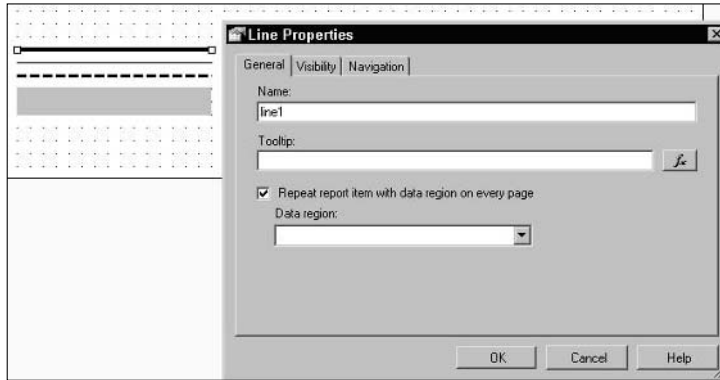 Line Properties
General Visibility Navigation
Name:
line1
Tooltip:
fx
Repeat report item with data region on every page
Data region:
OK Cancel Help